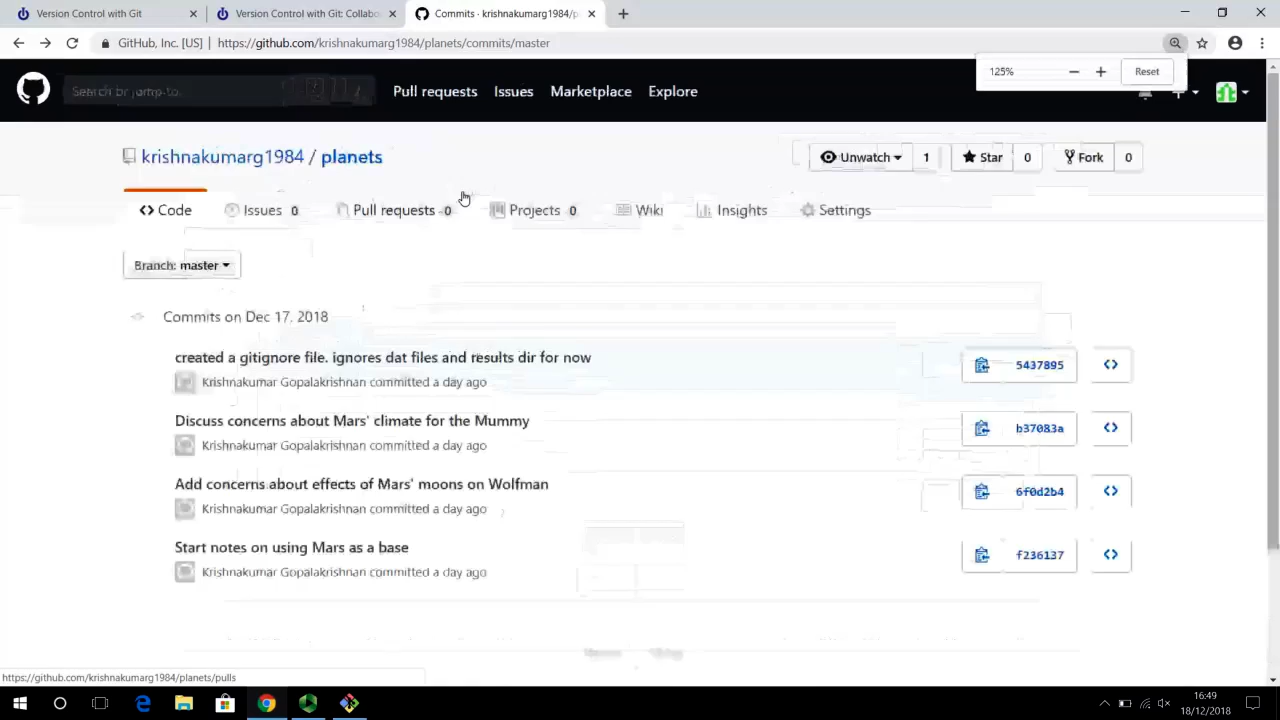 Version Control with Git
Version Control with Git: Collabo
Commits · krishnakumarg1984/p
GitHub, Inc. [US] | https://github.com/krishnakumarg1984/planets/commits/master
125% − + Reset
Search or jump to...
Pull requests Issues Marketplace Explore
krishnakumarg1984 / planets
Unwatch 1 Star 0 Fork 0
Code Issues 0 Pull requests 0 Projects 0 Wiki Insights Settings
Branch: master
Commits on Dec 17, 2018
created a gitignore file. ignores dat files and results dir for now
Krishnakumar Gopalakrishnan committed a day ago
5437895
Discuss concerns about Mars' climate for the Mummy
Krishnakumar Gopalakrishnan committed a day ago
b37083a
Add concerns about effects of Mars' moons on Wolfman
Krishnakumar Gopalakrishnan committed a day ago
6f0d2b4
Start notes on using Mars as a base
Krishnakumar Gopalakrishnan committed a day ago
f236137
https://github.com/krishnakumarg1984/planets/pulls
16:49
18/12/2018